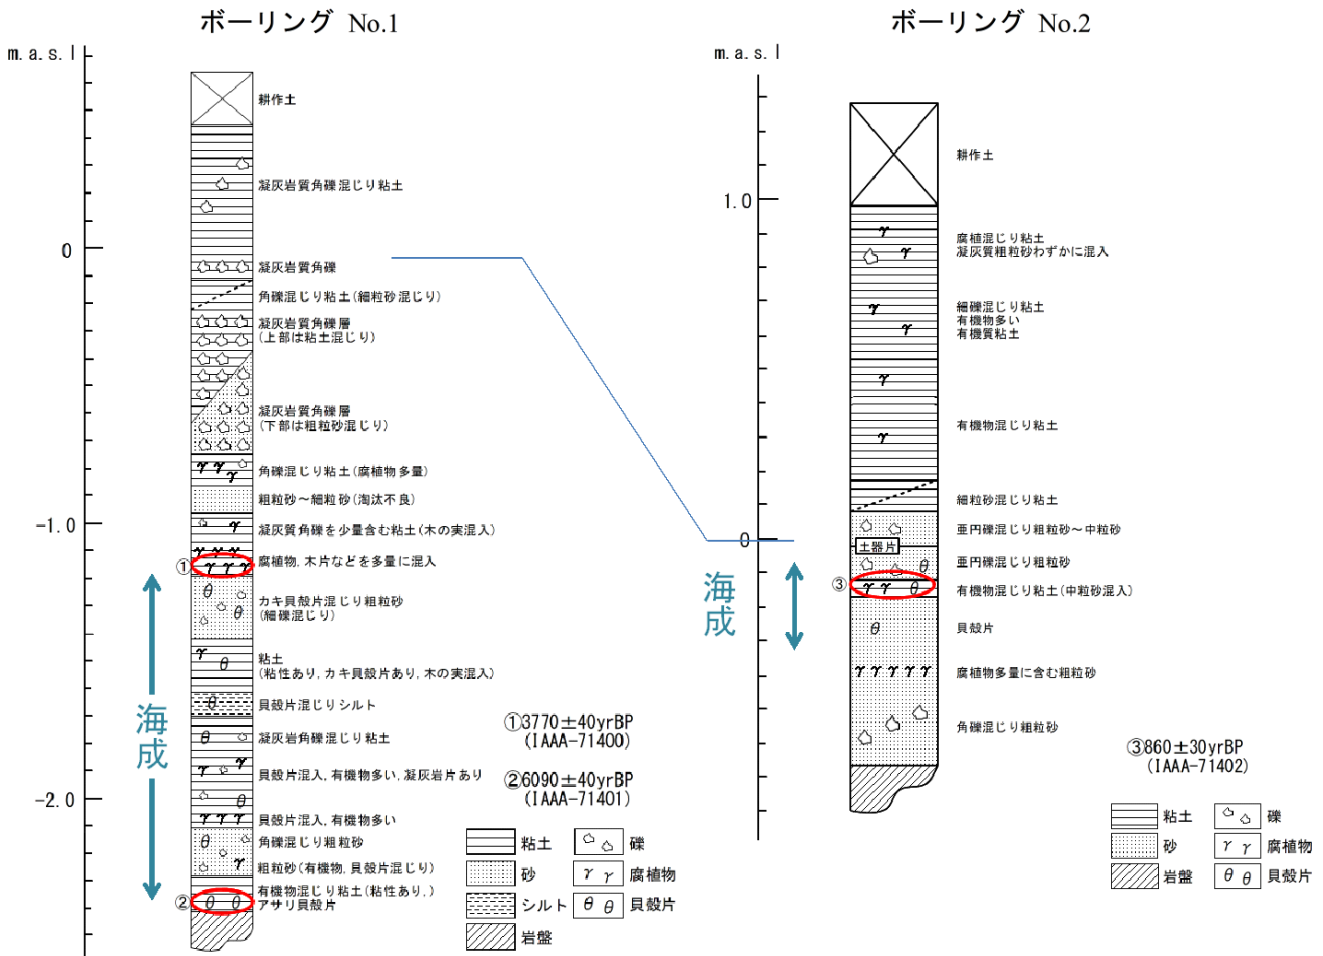 ボーリング No.1
m.a.s.l
耕作土
凝灰岩質角礫混じり粘土
0
凝灰岩質角礫
角礫混じり粘土(細粒砂混じり)
凝灰岩質角礫層
(上部は粘土混じり)
凝灰岩質角礫層
(下部は粗粒砂混じり)
角礫混じり粘土(腐植物多量)
粗粒砂～細粒砂(淘汰不良)
-1.0
凝灰質角礫を少量含む粘土(木の実混入)
腐植物,木片などを多量に混入
①
カキ貝殻片混じり粗粒砂
(細礫混じり)
粘土
(粘性あり,カキ貝殻片あり,木の実混入)
貝殻片混じりシルト
海成
凝灰岩角礫混じり粘土
貝殻片混入,有機物多い,凝灰岩片あり
-2.0
貝殻片混入,有機物多い
角礫混じり粗粒砂
粗粒砂(有機物,貝殻片混じり)
有機物混じり粘土(粘性あり,)
②
アサリ貝殻片
①3770±40yrBP
(IAAA-71400)
②6090±40yrBP
(IAAA-71401)
粘土
礫
砂
腐植物
シルト
貝殻片
岩盤
ボーリング No.2
m.a.s.l
耕作土
1.0
腐植混じり粘土
凝灰質粗粒砂わずかに混入
細礫混じり粘土
有機物多い
有機質粘土
有機物混じり粘土
細粒砂混じり粘土
亜円礫混じり粗粒砂～中粒砂
0
土器片
亜円礫混じり粗粒砂
③
有機物混じり粘土(中粒砂混入)
海成
貝殻片
腐植物多量に含む粗粒砂
角礫混じり粗粒砂
③860±30yrBP
(IAAA-71402)
粘土
礫
砂
腐植物
岩盤
貝殻片